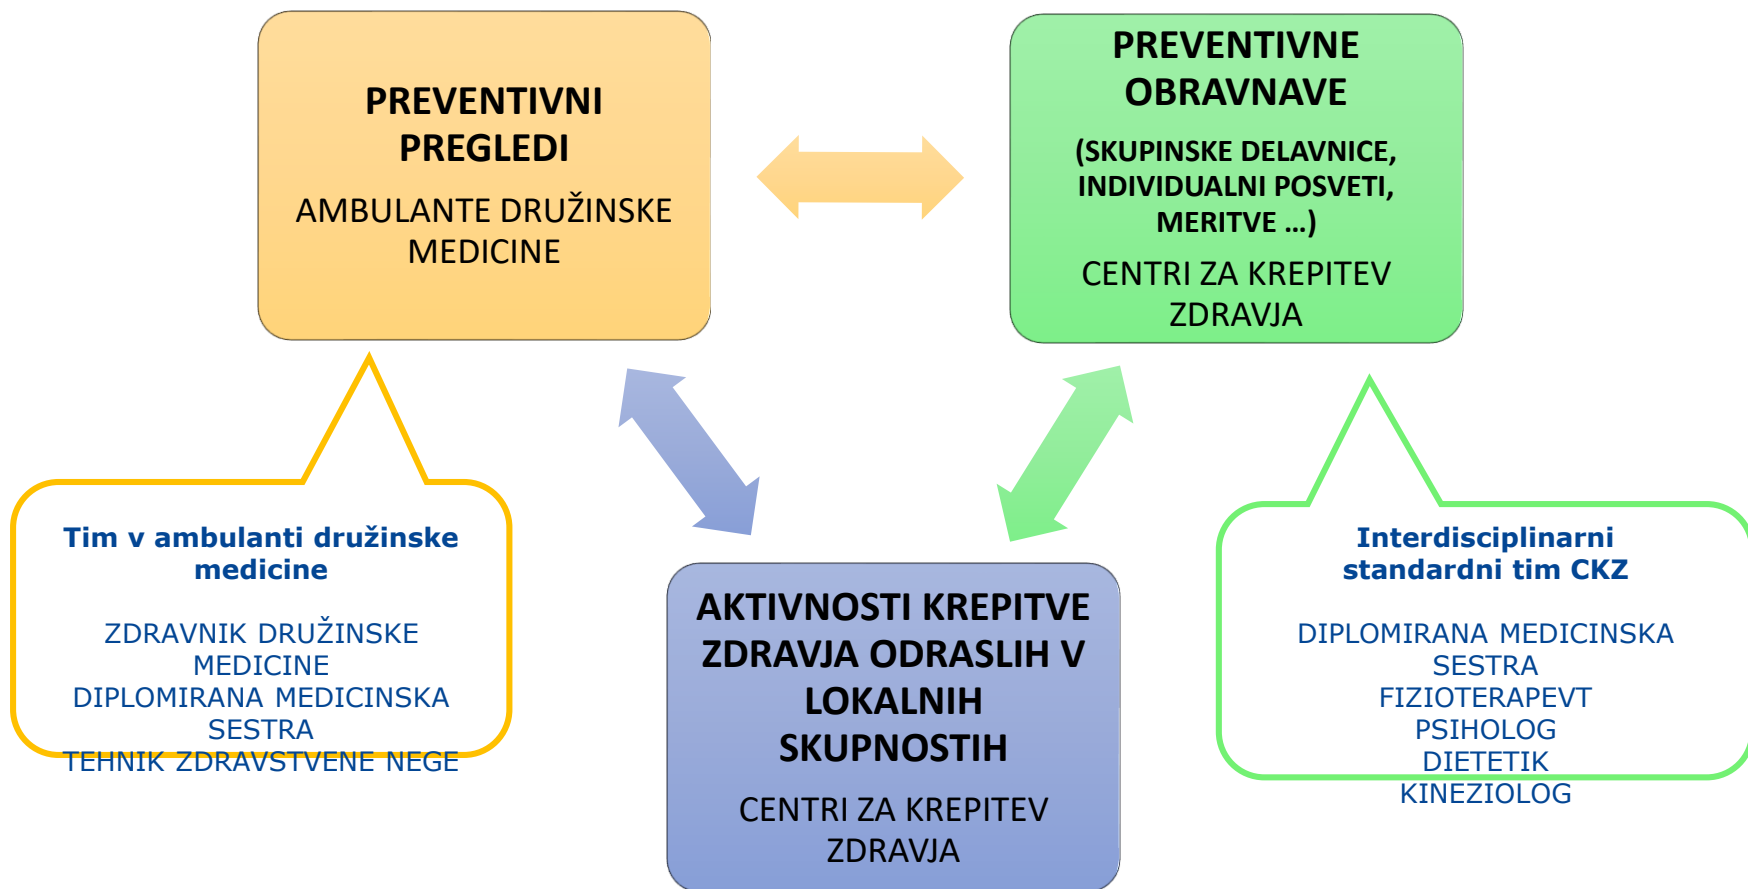 PREVENTIVNI
PREGLEDI
AMBULANTE DRUŽINSKE
MEDICINE
PREVENTIVNE
OBRAVNAVE
(SKUPINSKE DELAVNICE,
INDIVIDUALNI POSVETI,
MERITVE ...)
CENTRI ZA KREPITEV
ZDRAVJA
Tim v ambulanti družinske
medicine
ZDRAVNIK DRUŽINSKE
MEDICINE
DIPLOMIRANA MEDICINSKA
SESTRA
TEHNIK ZDRAVSTVENE NEGE
AKTIVNOSTI KREPITVE
ZDRAVJA ODRASLIH V
LOKALNIH
SKUPNOSTIH
CENTRI ZA KREPITEV
ZDRAVJA
Interdisciplinarni
standardni tim CKZ
DIPLOMIRANA MEDICINSKA
SESTRA
FIZIOTERAPEVT
PSIHOLOG
DIETETIK
KINEZIOLOG